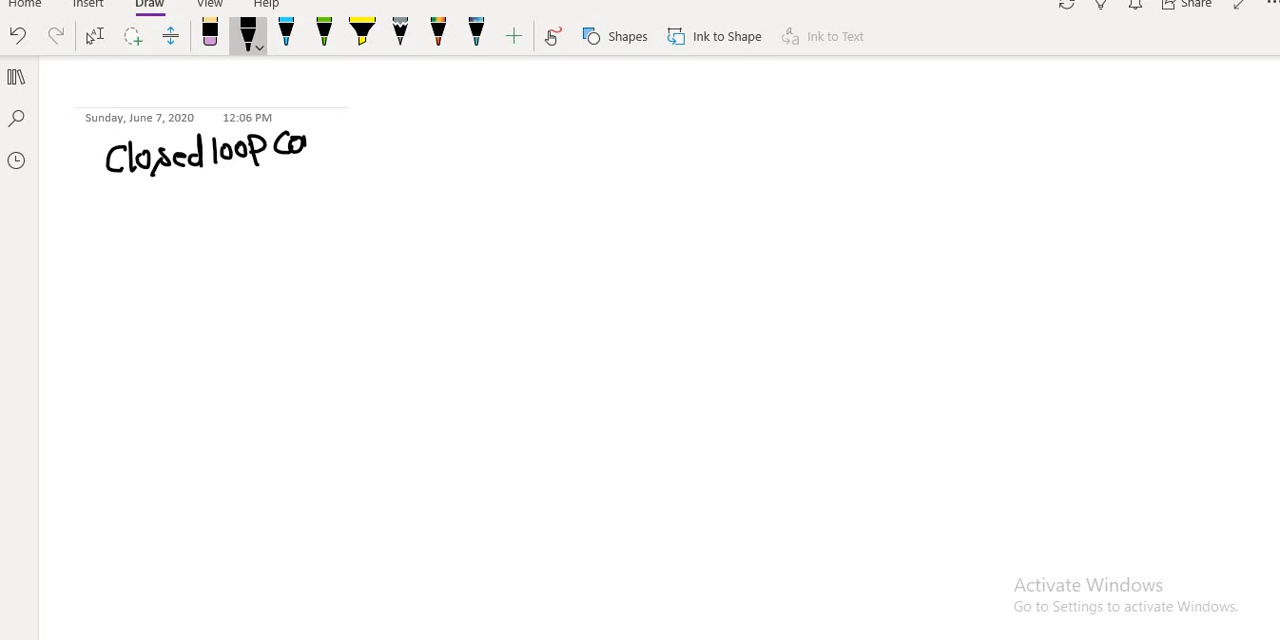 Home Insert Draw View Help Share
Shapes Ink to Shape Ink to Text
Sunday, June 7, 2020 12:06 PM
Closed loop Co
Activate Windows
Go to Settings to activate Windows.